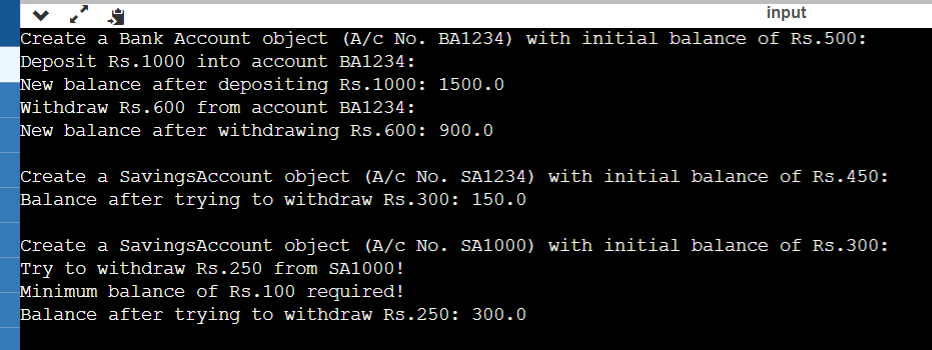 input
Create a Bank Account object (A/c No. BA1234) with initial balance of Rs.500:
Deposit Rs.1000 into account BA1234:
New balance after depositing Rs.1000: 1500.0
Withdraw Rs.600 from account BA1234:
New balance after withdrawing Rs.600: 900.0
Create a SavingsAccount object (A/c No. SA1234) with initial balance of Rs.450:
Balance after trying to withdraw Rs.300: 150.0
Create a SavingsAccount object (A/c No. SA1000) with initial balance of Rs.300:
Try to withdraw Rs.250 from SA1000!
Minimum balance of Rs.100 required!
Balance after trying to withdraw Rs.250: 300.0